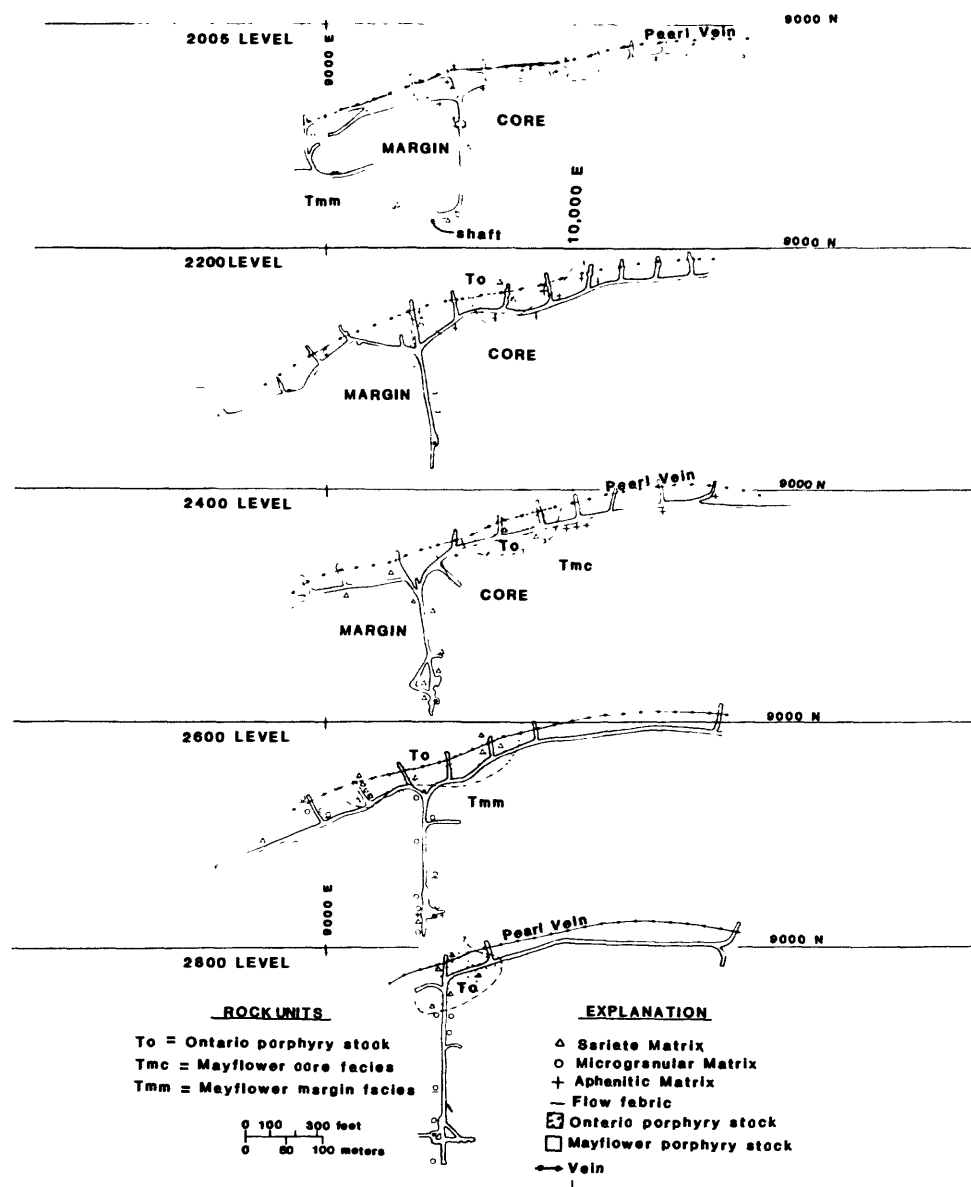 9000 N
2005 LEVEL
9000 E
Pearl Vein
CORE
MARGIN
Tmm
shaft
10,000 E
9000 N
2200 LEVEL
To
CORE
MARGIN
9000 N
2400 LEVEL
Pearl Vein
To
Tmc
CORE
MARGIN
9000 N
2600 LEVEL
To
Tmm
9000 E
Pearl Vein
9000 N
2800 LEVEL
To
ROCK UNITS
To = Ontario porphyry stock
Tmc = Mayflower core facies
Tmm = Mayflower margin facies
0 100 300 feet
0 50 100 meters
EXPLANATION
△ Seriate Matrix
○ Microgranular Matrix
+ Aphanitic Matrix
— Flow fabric
Ontario porphyry stock
Mayflower porphyry stock
Vein